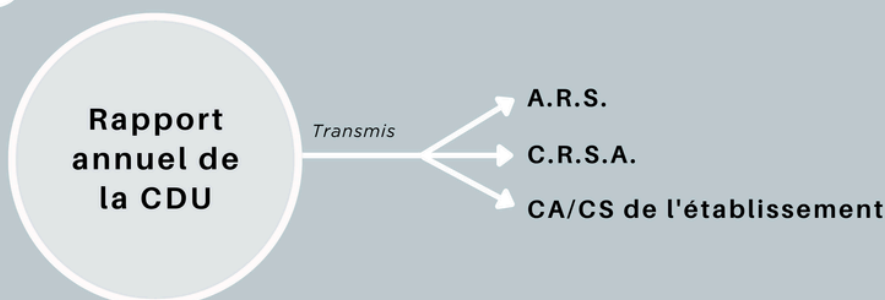 Rapport
annuel de
la CDU
Transmis
A.R.S.
C.R.S.A.
CA/CS de l'établissement